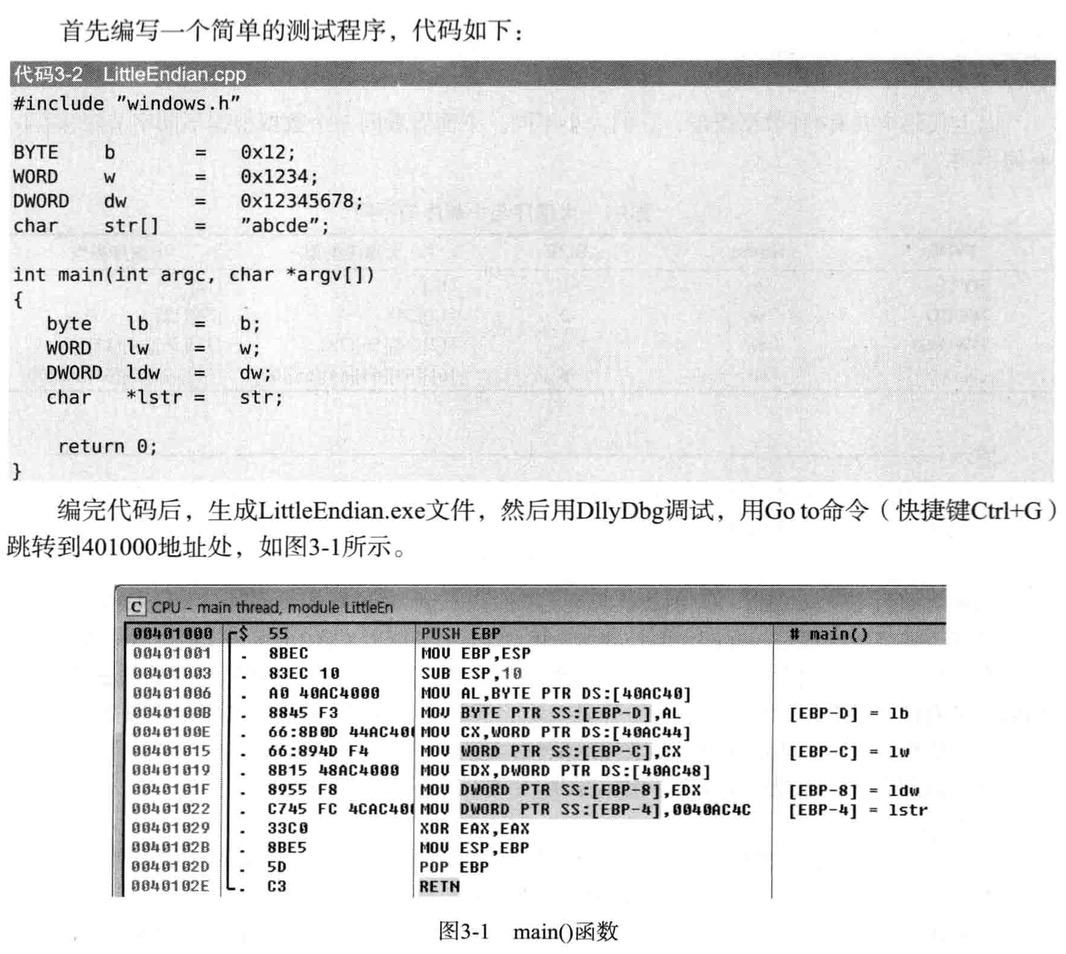 首先编写一个简单的测试程序，代码如下：
代码3-2 LittleEndian.cpp
#include ”windows.h”
BYTE b = 0x12;
WORD w = 0x1234;
DWORD dw = 0x12345678;
char str[] = ”abcde”;
int main(int argc, char *argv[])
{
byte lb = b;
WORD lw = w;
DWORD ldw = dw;
char *lstr = str;
return 0;
}
编完代码后，生成LittleEndian.exe文件，然后用DllyDbg调试，用Go to命令（快捷键Ctrl+G）
跳转到401000地址处，如图3-1所示。
C CPU - main thread, module LittleEn
00401000 $ 55 PUSH EBP # main()
00401001 . 8BEC MOV EBP,ESP
00401003 . 83EC 10 SUB ESP,10
00401006 . A0 40AC4000 MOV AL,BYTE PTR DS:[40AC40]
0040100B . 8845 F3 MOV BYTE PTR SS:[EBP-D],AL [EBP-D] = lb
0040100E . 66:8B0D 44AC40 MOV CX,WORD PTR DS:[40AC44]
00401015 . 66:894D F4 MOV WORD PTR SS:[EBP-C],CX [EBP-C] = lw
00401019 . 8B15 48AC4000 MOV EDX,DWORD PTR DS:[40AC48]
0040101F . 8955 F8 MOV DWORD PTR SS:[EBP-8],EDX [EBP-8] = ldw
00401022 . C745 FC 4CAC40 MOV DWORD PTR SS:[EBP-4],0040AC4C [EBP-4] = lstr
00401029 . 33C0 XOR EAX,EAX
0040102B . 8BE5 MOV ESP,EBP
0040102D . 5D POP EBP
0040102E . C3 RETN
图3-1 main()函数